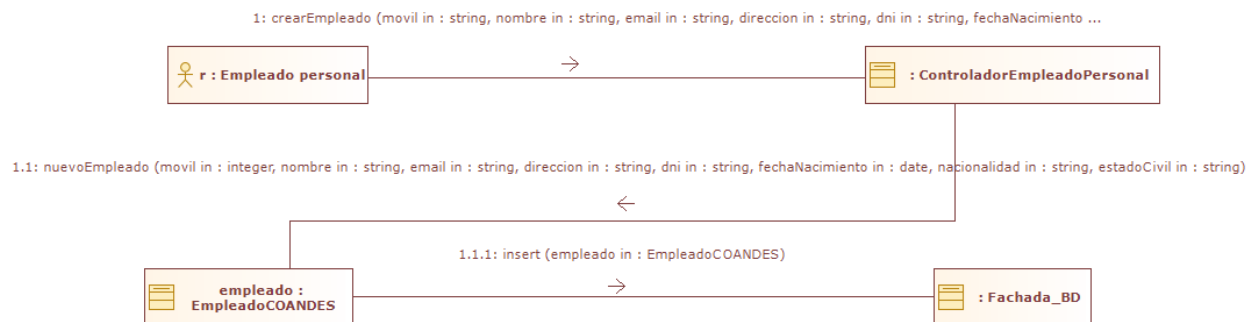 1: crearEmpleado (movil in : string, nombre in : string, email in : string, direccion in : string, dni in : string, fechaNacimiento ...
r : Empleado personal
: ControladorEmpleadoPersonal
1.1: nuevoEmpleado (movil in : integer, nombre in : string, email in : string, direccion in : string, dni in : string, fechaNacimiento in : date, nacionalidad in : string, estadoCivil in : string)
1.1.1: insert (empleado in : EmpleadoCOANDES)
empleado :
EmpleadoCOANDES
: Fachada_BD